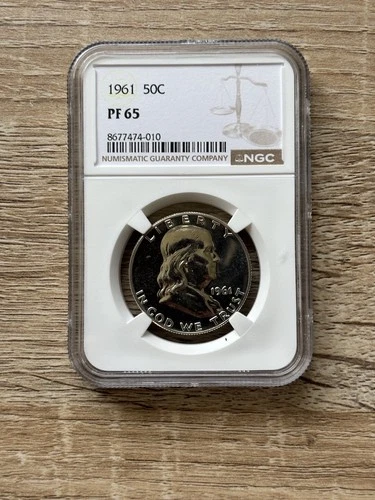 1961 50C
PF 65
8677474-010
NUMISMATIC GUARANTY COMPANY NGC
LIBERTY
1961
IN GOD WE TRUST